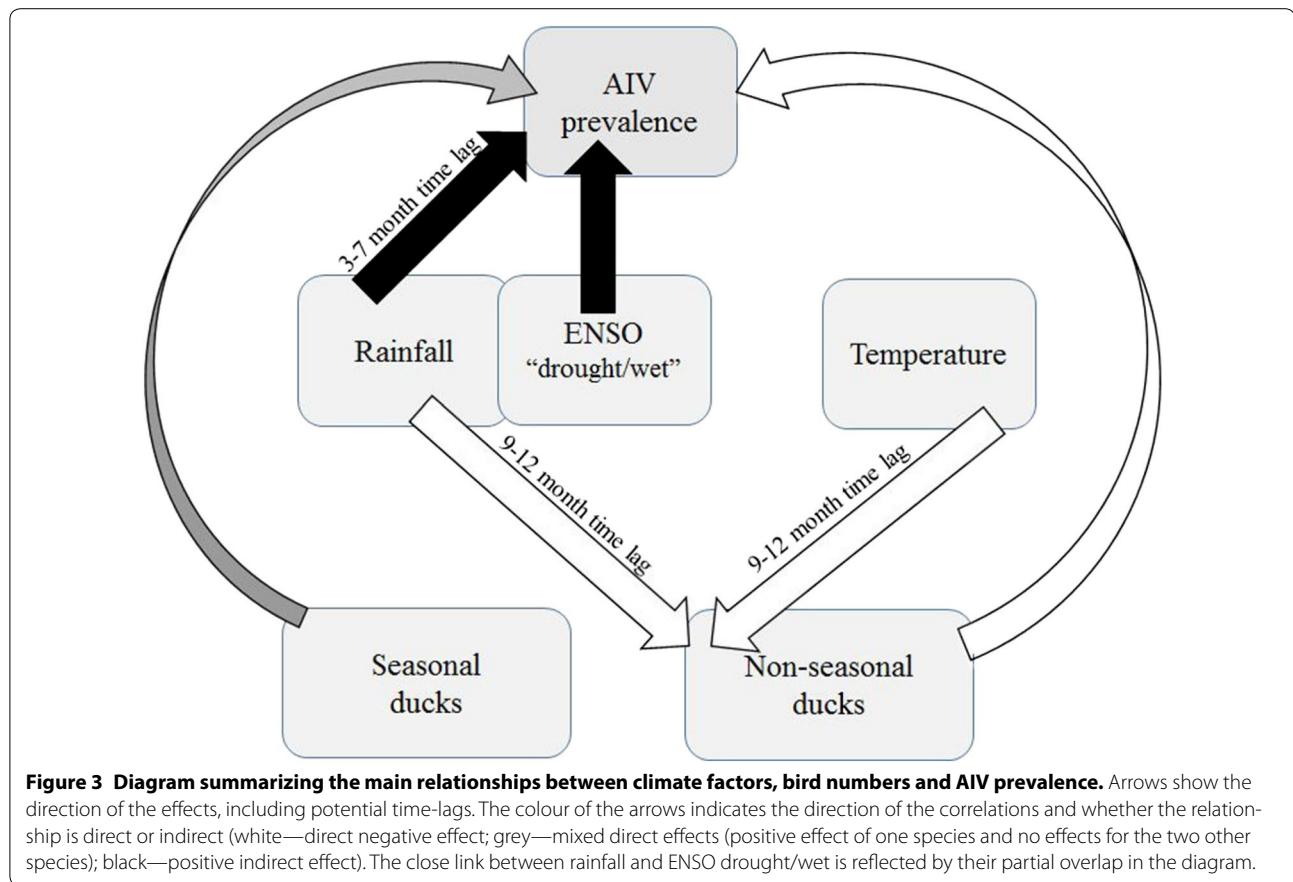 AIV
prevalence
3-7 month time lag
Rainfall
ENSO
“drought/wet”
Temperature
9-12 month time lag
9-12 month time lag
Seasonal
ducks
Non-seasonal
ducks
Figure 3 Diagram summarizing the main relationships between climate factors, bird numbers and AIV prevalence. Arrows show the
direction of the effects, including potential time-lags. The colour of the arrows indicates the direction of the correlations and whether the relation-
ship is direct or indirect (white—direct negative effect; grey—mixed direct effects (positive effect of one species and no effects for the two other
species); black—positive indirect effect). The close link between rainfall and ENSO drought/wet is reflected by their partial overlap in the diagram.